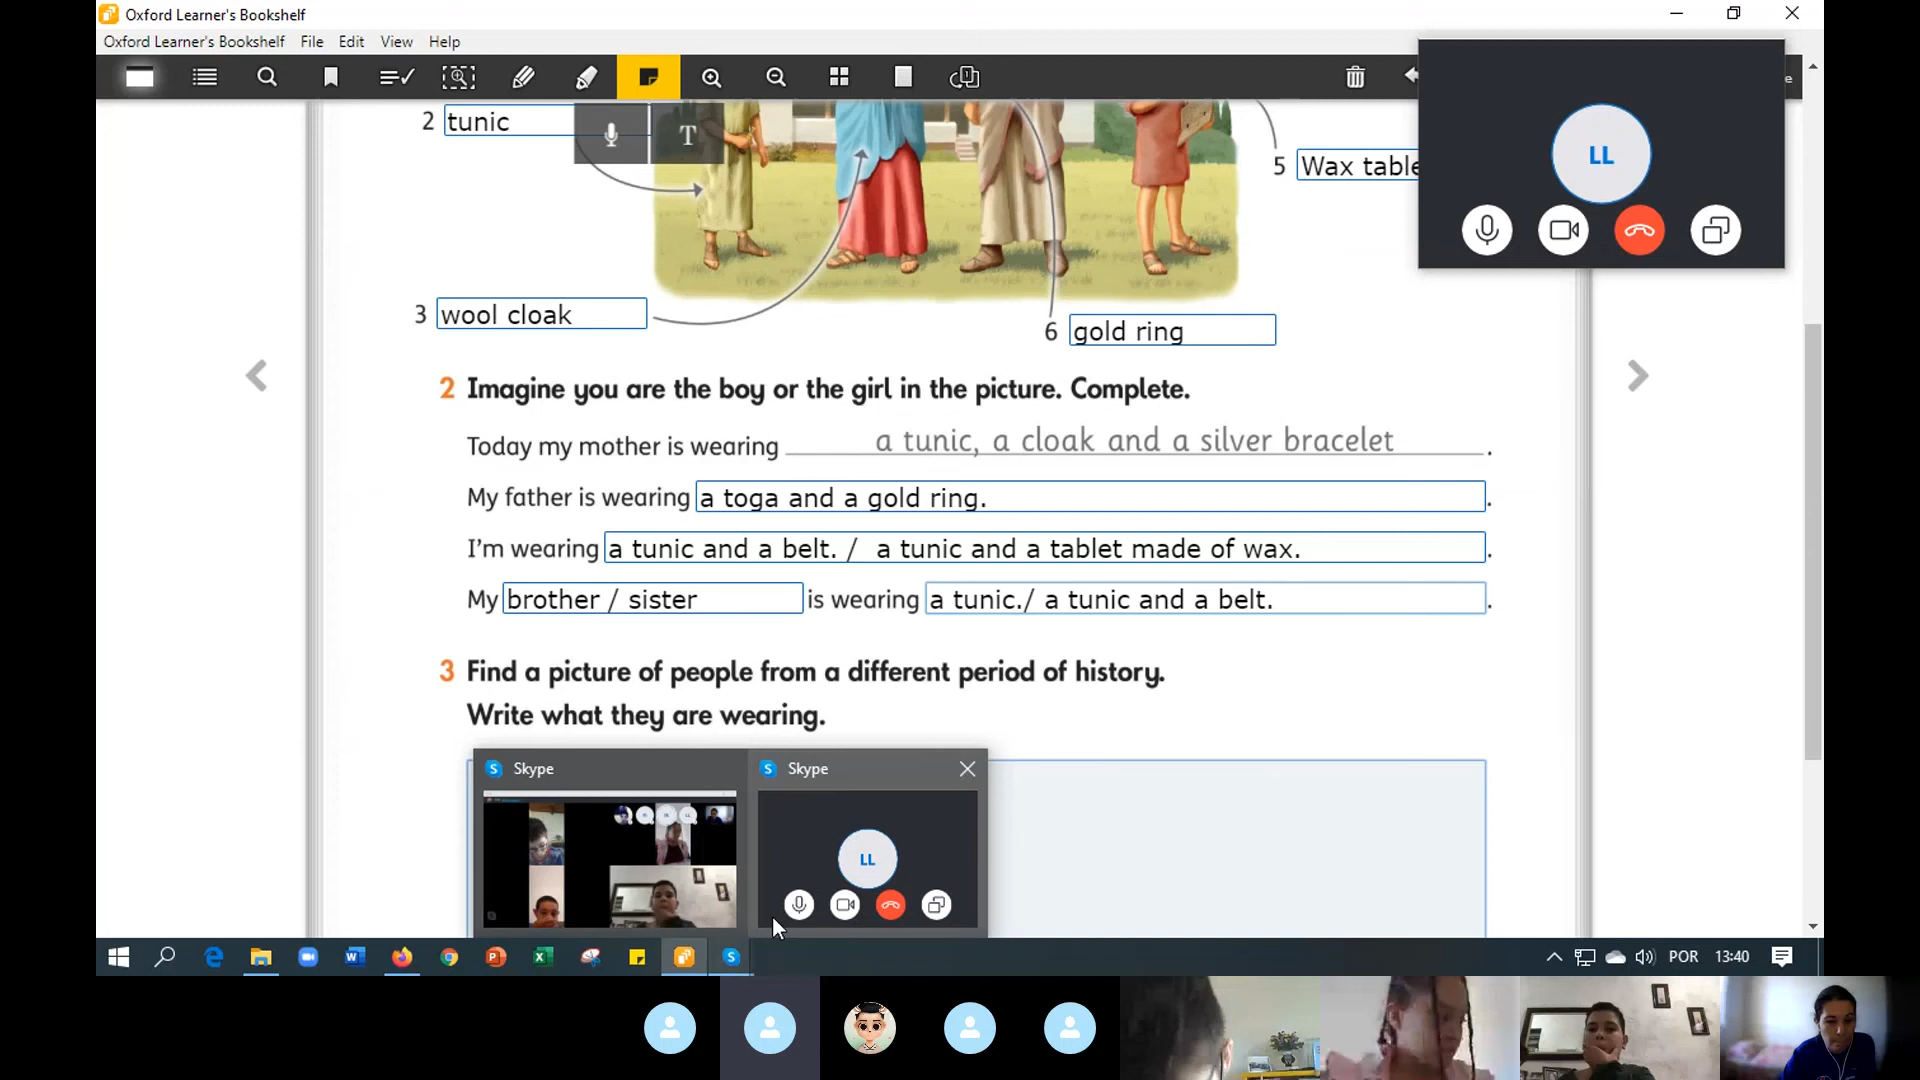 Oxford Learner's Bookshelf
Oxford Learner's Bookshelf File Edit View Help
T
2 tunic
5 Wax table
LL
3 wool cloak
6 gold ring
2 Imagine you are the boy or the girl in the picture. Complete.
Today my mother is wearing a tunic, a cloak and a silver bracelet .
My father is wearing a toga and a gold ring. .
I'm wearing a tunic and a belt. / a tunic and a tablet made of wax. .
My brother / sister is wearing a tunic./ a tunic and a belt. .
3 Find a picture of people from a different period of history.
Write what they are wearing.
Skype Skype
LL
POR 13:40